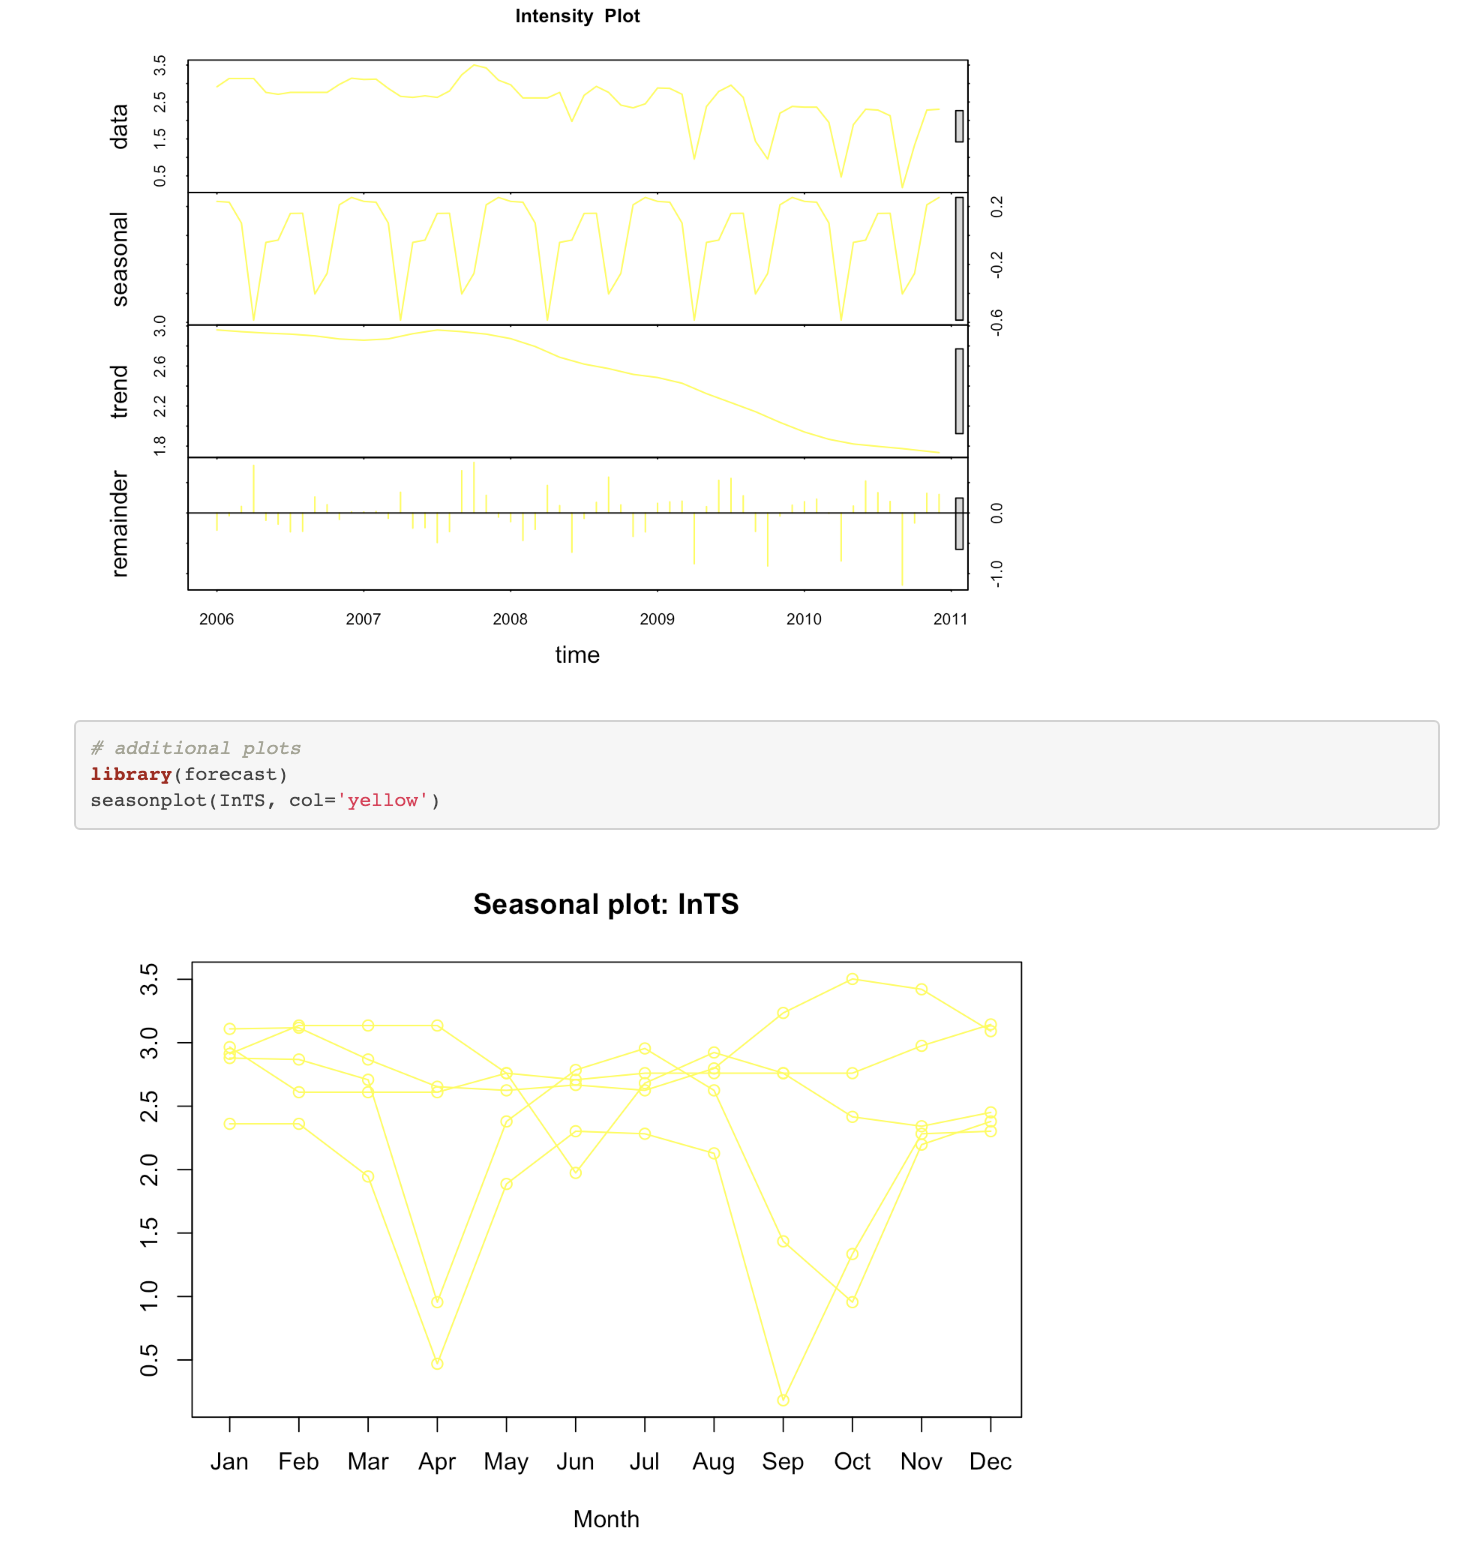 Intensity  Plot
data
0.5 1.5 2.5 3.5
seasonal
-0.6 -0.2 0.2
trend
1.8 2.2 2.6 3.0
remainder
-1.0 0.0
2006 2007 2008 2009 2010 2011
time
# additional plots
library(forecast)
seasonplot(InTS, col='yellow')
Seasonal plot: InTS
0.5 1.0 1.5 2.0 2.5 3.0 3.5
Jan Feb Mar Apr May Jun Jul Aug Sep Oct Nov Dec
Month